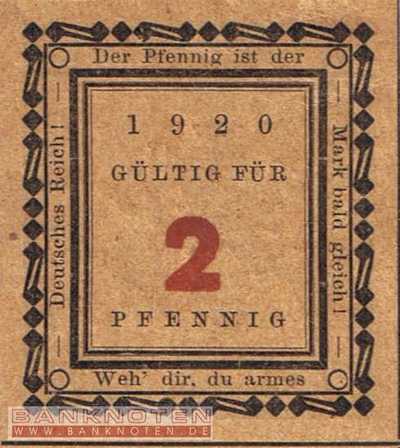 Der Pfennig ist der
Mark bald gleich!
Weh' dir, du armes
Deutsches Reich!
1920
GÜLTIG FÜR
2
PFENNIG
BANKNOTEN
WWW.BANKNOTEN.DE